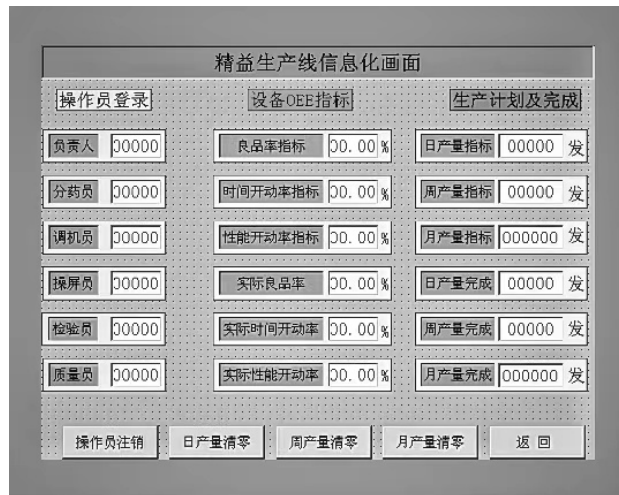 精益生产线信息化画面
操作员登录 设备OEE指标 生产计划及完成
负责人 00000 良品率指标 00.00 % 日产量指标 00000 发
分药员 00000 时间开动率指标 00.00 % 周产量指标 00000 发
调机员 00000 性能开动率指标 00.00 % 月产量指标 000000 发
操屏员 00000 实际良品率 00.00 % 日产量完成 00000 发
检验员 00000 实际时间开动率 00.00 % 周产量完成 00000 发
质量员 00000 实际性能开动率 00.00 % 月产量完成 000000 发
操作员注销 日产量清零 周产量清零 月产量清零 返回